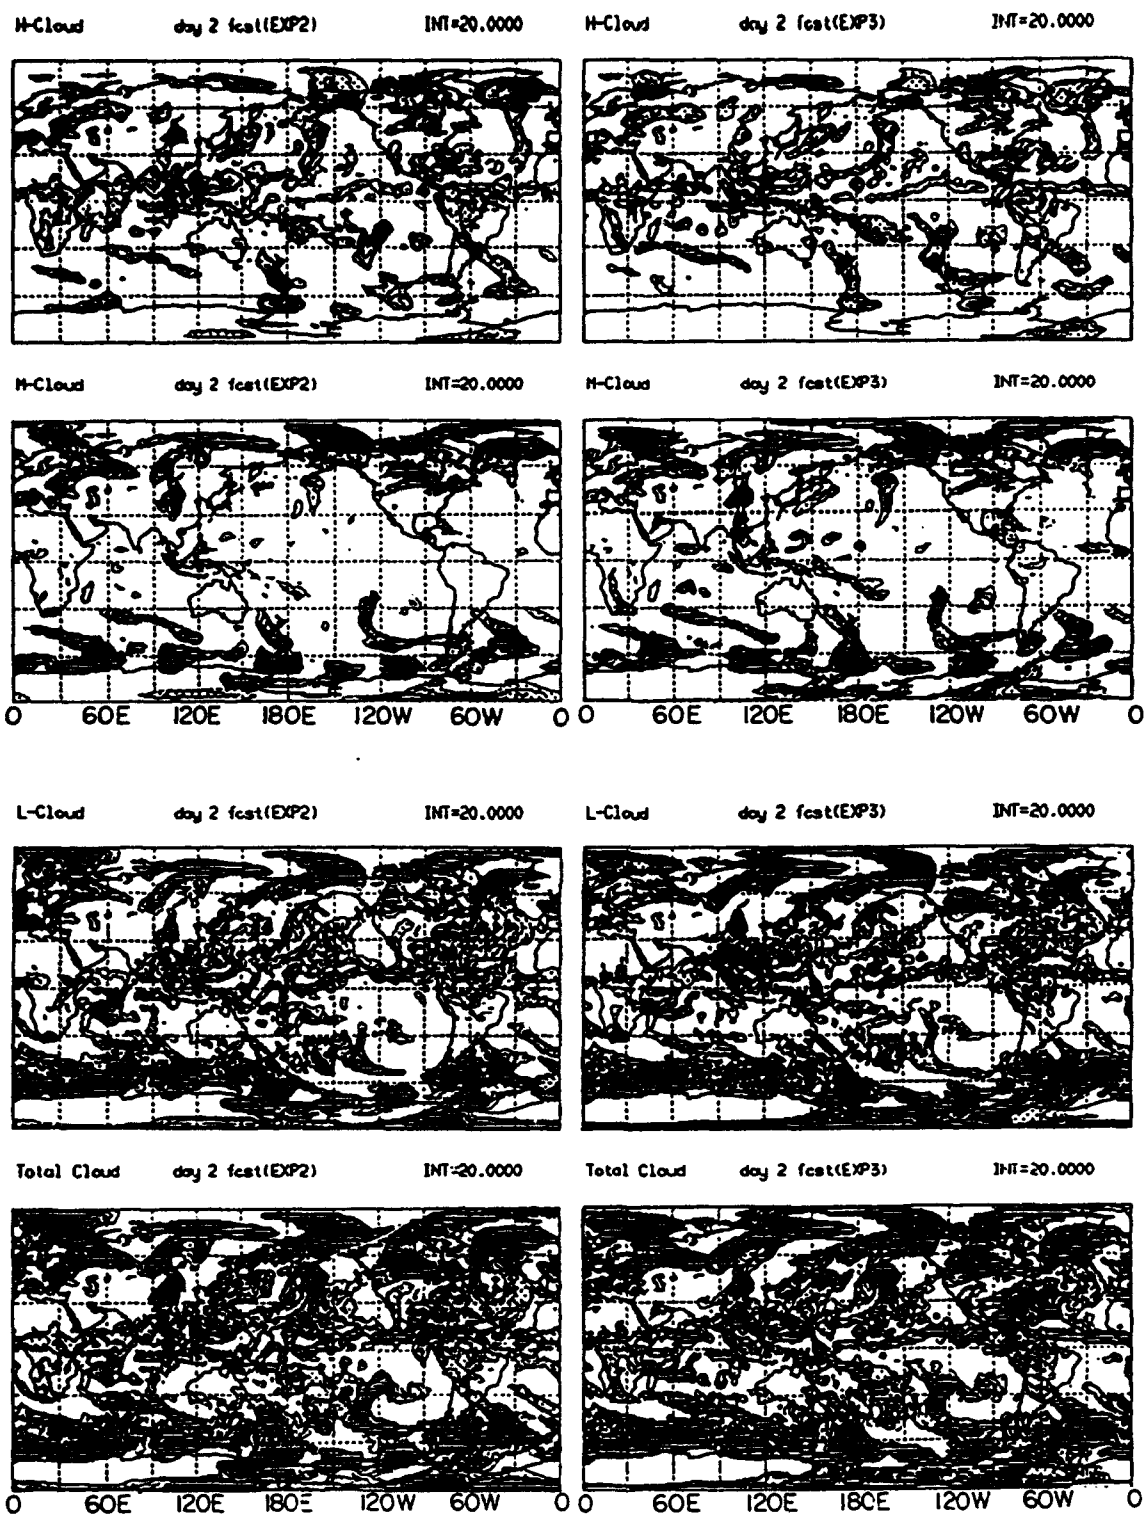 H-Cloud day 2 fcst(EXP2) INT=20.0000 H-Cloud day 2 fcst(EXP3) INT=20.0000
M-Cloud day 2 fcst(EXP2) INT=20.0000 M-Cloud day 2 fcst(EXP3) INT=20.0000
0 60E 120E 180E 120W 60W 0 0 60E 120E 180E 120W 60W 0
L-Cloud day 2 fcst(EXP2) INT=20.0000 L-Cloud day 2 fcst(EXP3) INT=20.0000
Total Cloud day 2 fcst(EXP2) INT=20.0000 Total Cloud day 2 fcst(EXP3) INT=20.0000
0 60E 120E 180E 120W 60W 0 0 60E 120E 180E 120W 60W 0